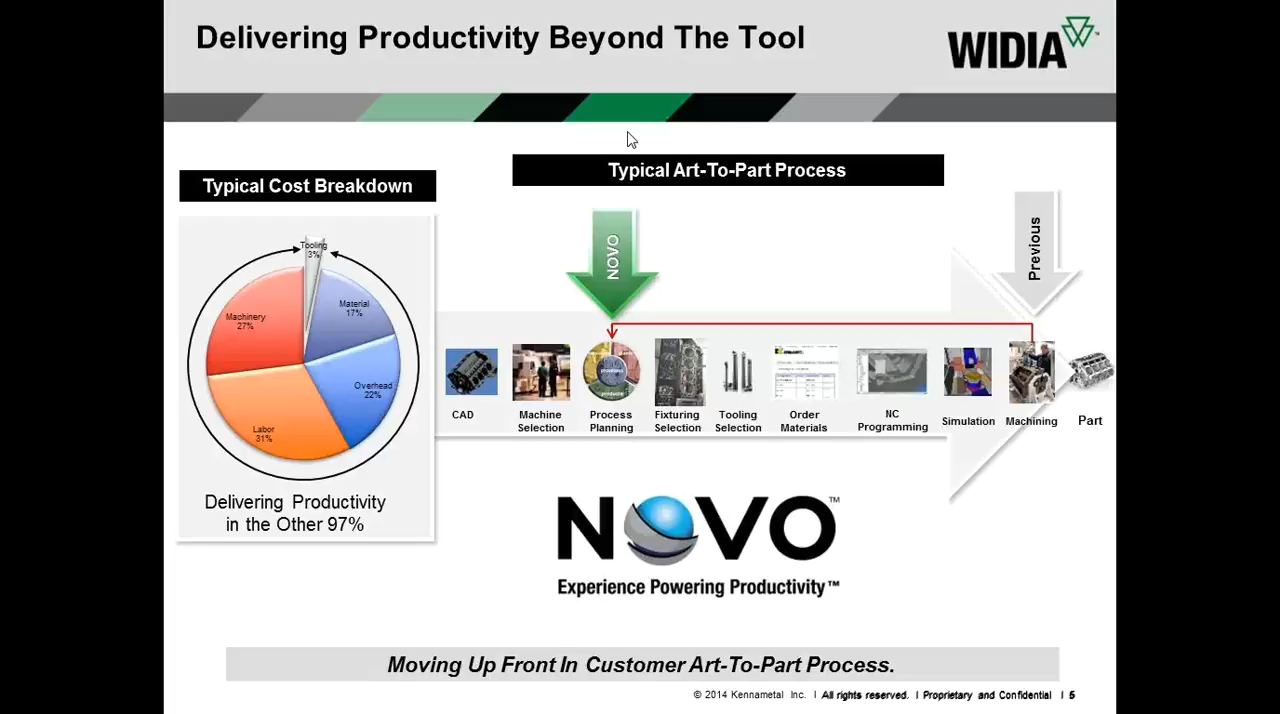 Delivering Productivity Beyond The Tool
WIDIA™
Typical Cost Breakdown
Typical Art-To-Part Process
Tooling
3%
Material
17%
Machinery
27%
Overhead
22%
Labor
31%
Delivering Productivity
in the Other 97%
NOVO
Previous
CAD
Machine
Selection
Process
Planning
Fixturing
Selection
Tooling
Selection
Order
Materials
NC
Programming
Simulation
Machining
Part
NOVO™
Experience Powering Productivity™
Moving Up Front In Customer Art-To-Part Process.
© 2014 Kennametal Inc. I All rights reserved. I Proprietary and Confidential I 5